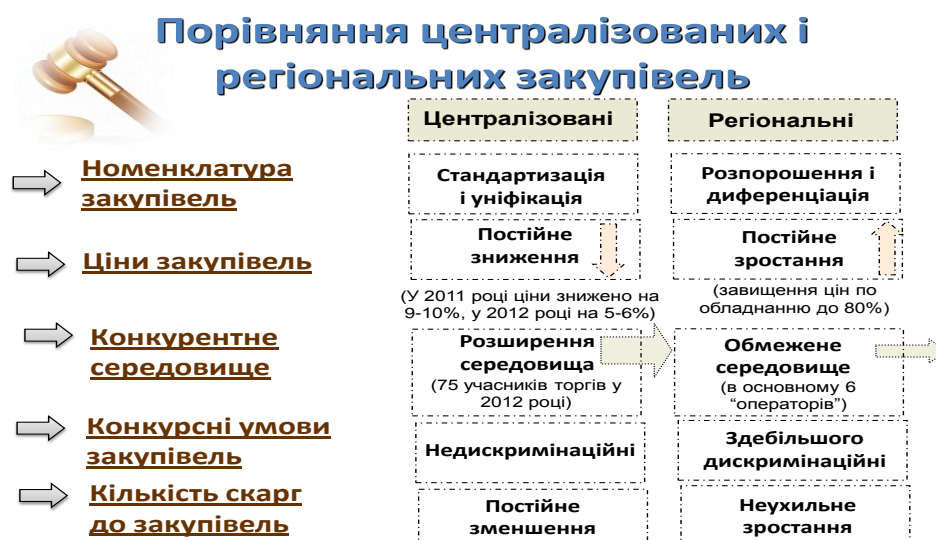 Порівняння централізованих і
регіональних закупівель
Централізовані
Регіональні
Номенклатура
закупівель
Стандартизація
і уніфікація
Розпорошення і
диференціація
Ціни закупівель
Постійне
зниження
(У 2011 році ціни знижено на
9-10%, у 2012 році на 5-6%)
Постійне
зростання
(завищення цін по
обладнанню до 80%)
Конкурентне
середовище
Розширення
середовища
(75 учасників торгів у
2012 році)
Обмежене
середовище
(в основному 6
“операторів”)
Конкурсні умови
закупівель
Недискримінаційні
Здебільшого
дискримінаційні
Кількість скарг
до закупівель
Постійне
зменшення
Неухильне
зростання